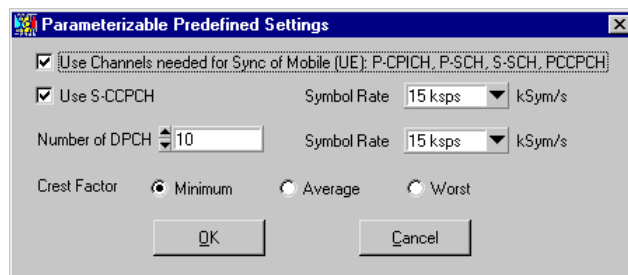 Parameterizable Predefined Settings
Use Channels needed for Sync of Mobile (UE): P-CPICH, P-SCH, S-SCH, PCCPCH
Use S-CCPCH Symbol Rate 15 ksps kSym/s
Number of DPCH 10 Symbol Rate 15 ksps kSym/s
Crest Factor Minimum Average Worst
OK Cancel